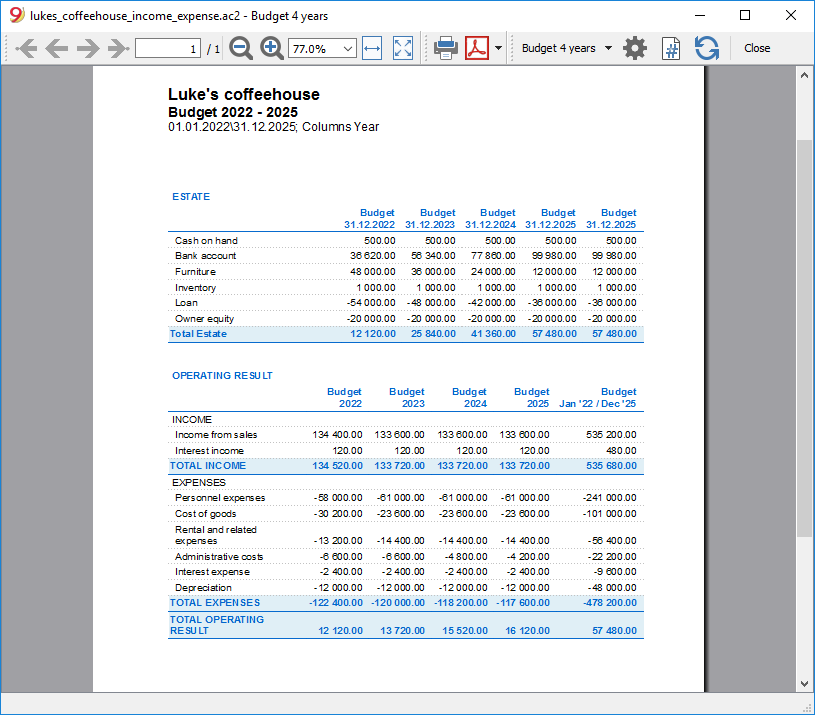 lukes_coffeehouse_income_expense.ac2 - Budget 4 years
1 / 1 77.0% Budget 4 years Close
Luke's coffeehouse
Budget 2022 - 2025
01.01.2022\31.12.2025; Columns Year
ESTATE
Budget Budget Budget Budget Budget
31.12.2022 31.12.2023 31.12.2024 31.12.2025 31.12.2025
Cash on hand 500.00 500.00 500.00 500.00 500.00
Bank account 36 620.00 56 340.00 77 860.00 99 980.00 99 980.00
Furniture 48 000.00 36 000.00 24 000.00 12 000.00 12 000.00
Inventory 1 000.00 1 000.00 1 000.00 1 000.00 1 000.00
Loan -54 000.00 -48 000.00 -42 000.00 -36 000.00 -36 000.00
Owner equity -20 000.00 -20 000.00 -20 000.00 -20 000.00 -20 000.00
Total Estate 12 120.00 25 840.00 41 360.00 57 480.00 57 480.00
OPERATING RESULT
Budget Budget Budget Budget Budget
2022 2023 2024 2025 Jan '22 / Dec '25
INCOME
Income from sales 134 400.00 133 600.00 133 600.00 133 600.00 535 200.00
Interest income 120.00 120.00 120.00 120.00 480.00
TOTAL INCOME 134 520.00 133 720.00 133 720.00 133 720.00 535 680.00
EXPENSES
Personnel expenses -58 000.00 -61 000.00 -61 000.00 -61 000.00 -241 000.00
Cost of goods -30 200.00 -23 600.00 -23 600.00 -23 600.00 -101 000.00
Rental and related
expenses -13 200.00 -14 400.00 -14 400.00 -14 400.00 -56 400.00
Administrative costs -6 600.00 -6 600.00 -4 800.00 -4 200.00 -22 200.00
Interest expense -2 400.00 -2 400.00 -2 400.00 -2 400.00 -9 600.00
Depreciation -12 000.00 -12 000.00 -12 000.00 -12 000.00 -48 000.00
TOTAL EXPENSES -122 400.00 -120 000.00 -118 200.00 -117 600.00 -478 200.00
TOTAL OPERATING
RESULT 12 120.00 13 720.00 15 520.00 16 120.00 57 480.00